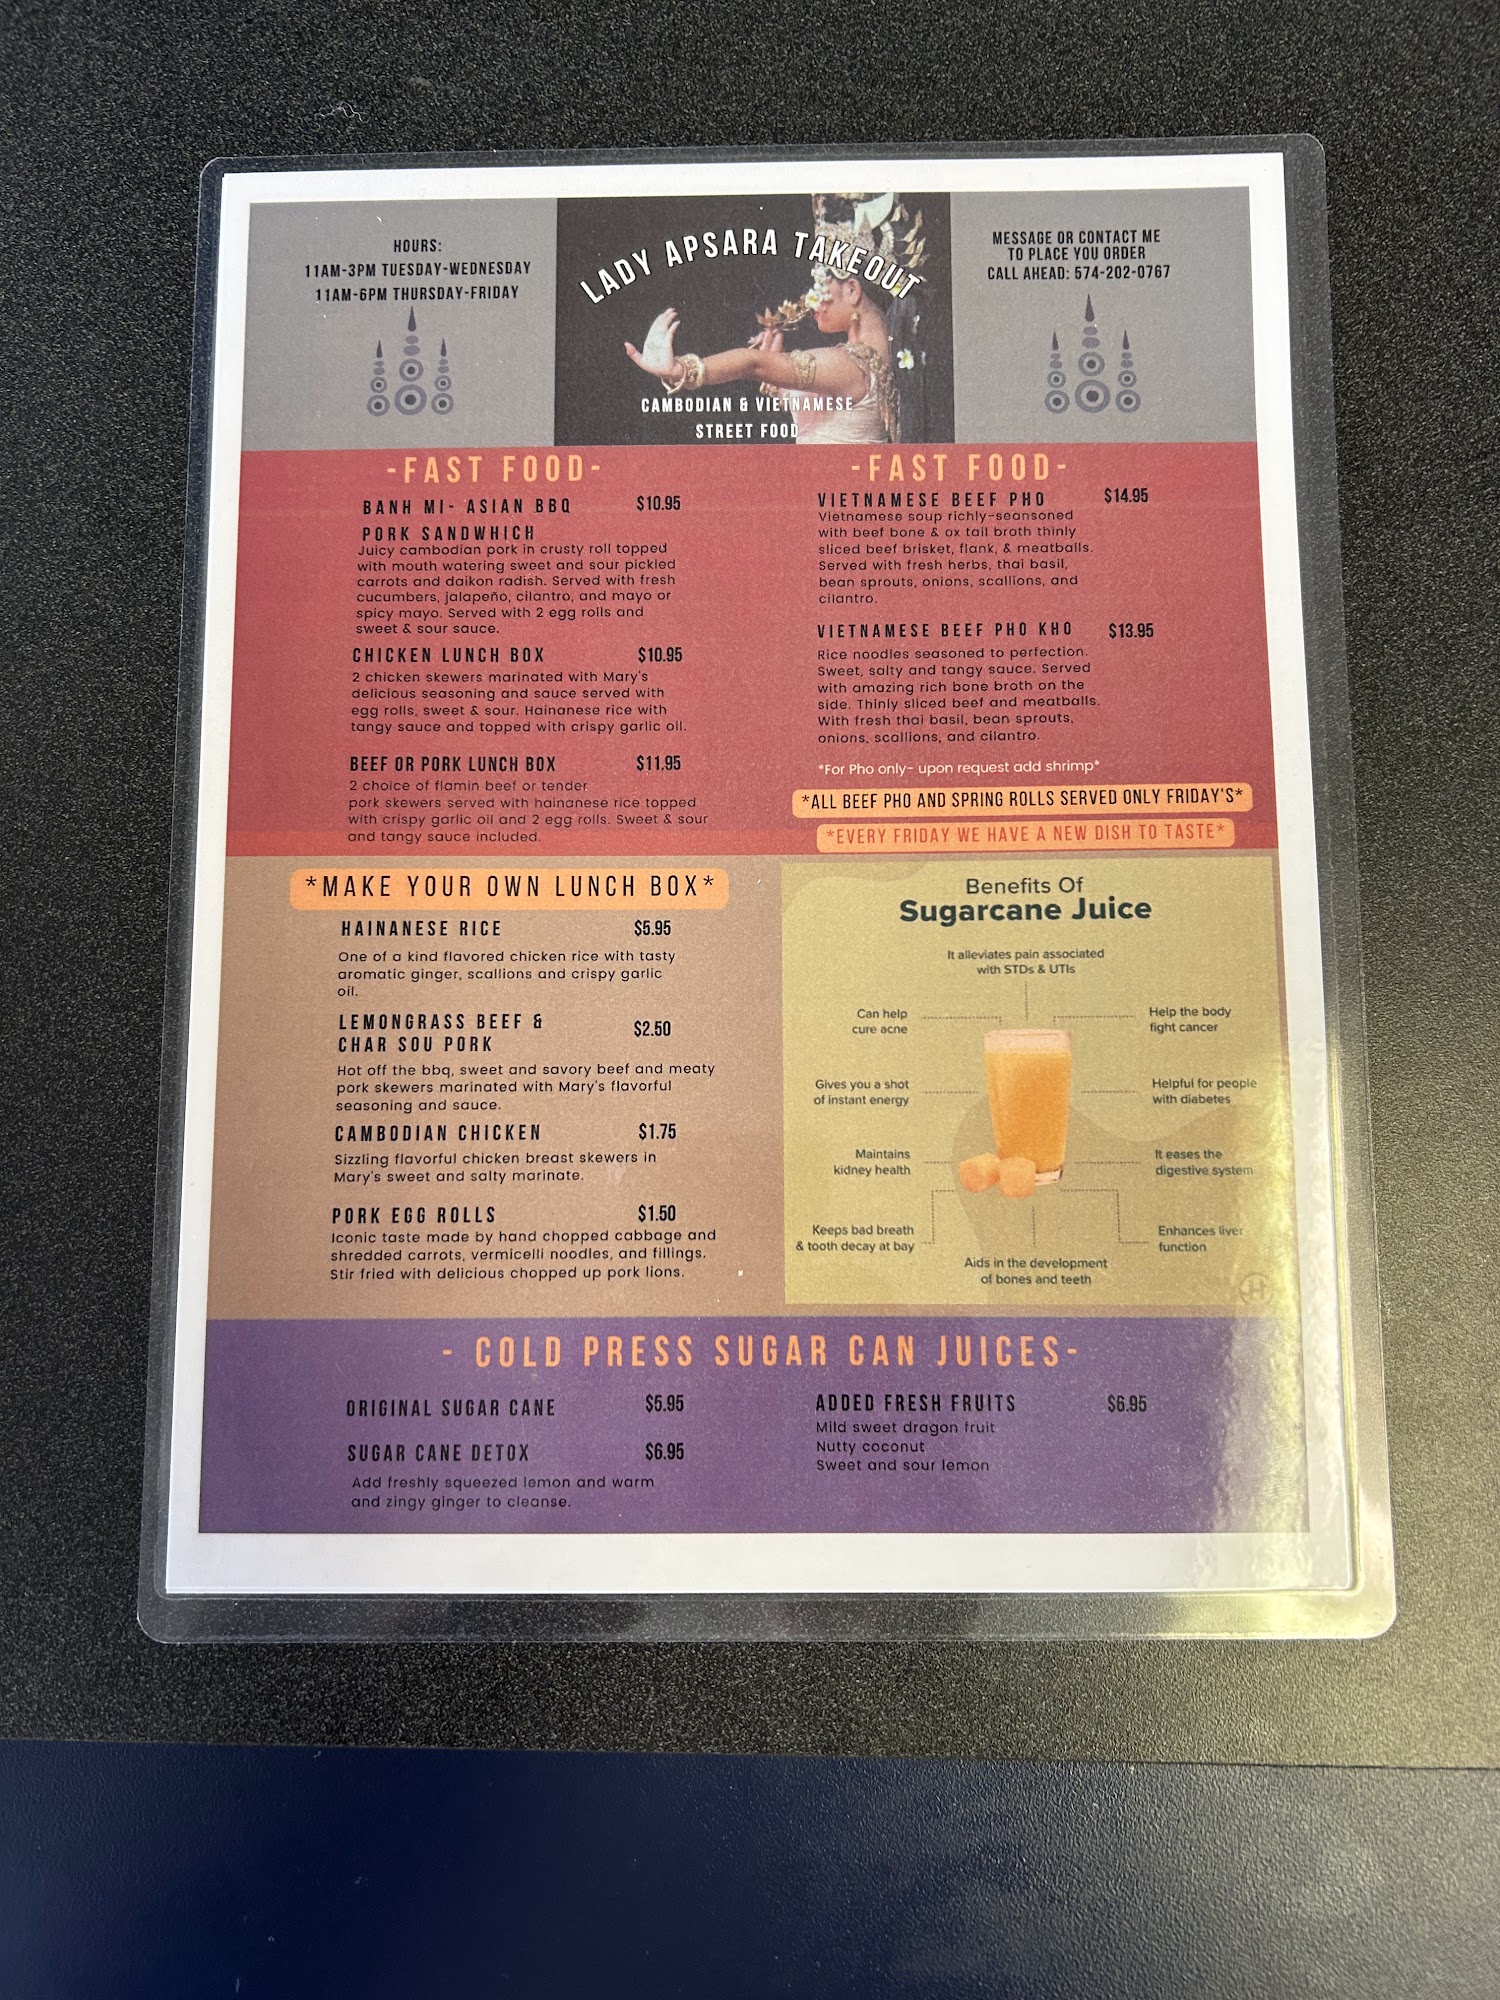 HOURS:
11AM-3PM TUESDAY-WEDNESDAY
11AM-6PM THURSDAY-FRIDAY
LADY APSARA TAKEOUT
CAMBODIAN & VIETNAMESE
STREET FOOD
MESSAGE OR CONTACT ME
TO PLACE YOU ORDER
CALL AHEAD: 574-202-0767
-FAST FOOD-
BANH MI- ASIAN BBQ $10.95
PORK SANDWHICH
Juicy cambodian pork in crusty roll topped
with mouth watering sweet and sour pickled
carrots and daikon radish. Served with fresh
cucumbers, jalapeño, cilantro, and mayo or
spicy mayo. Served with 2 egg rolls and
sweet & sour sauce.
CHICKEN LUNCH BOX $10.95
2 chicken skewers marinated with Mary's
delicious seasoning and sauce served with
egg rolls, sweet & sour. Hainanese rice with
tangy sauce and topped with crispy garlic oil.
BEEF OR PORK LUNCH BOX $11.95
2 choice of flamin beef or tender
pork skewers served with hainanese rice topped
with crispy garlic oil and 2 egg rolls. Sweet & sour
and tangy sauce included.
-FAST FOOD-
VIETNAMESE BEEF PHO $14.95
Vietnamese soup richly-seansoned
with beef bone & ox tail broth thinly
sliced beef brisket, flank, & meatballs.
Served with fresh herbs, thai basil,
bean sprouts, onions, scallions, and
cilantro.
VIETNAMESE BEEF PHO KHO $13.95
Rice noodles seasoned to perfection.
Sweet, salty and tangy sauce. Served
with amazing rich bone broth on the
side. Thinly sliced beef and meatballs.
With fresh thai basil, bean sprouts,
onions, scallions, and cilantro.
*For Pho only- upon request add shrimp*
*ALL BEEF PHO AND SPRING ROLLS SERVED ONLY FRIDAY'S*
*EVERY FRIDAY WE HAVE A NEW DISH TO TASTE*
*MAKE YOUR OWN LUNCH BOX*
HAINANESE RICE $5.95
One of a kind flavored chicken rice with tasty
aromatic ginger, scallions and crispy garlic
oil.
LEMONGRASS BEEF & $2.50
CHAR SOU PORK
Hot off the bbq, sweet and savory beef and meaty
pork skewers marinated with Mary's flavorful
seasoning and sauce.
CAMBODIAN CHICKEN $1.75
Sizzling flavorful chicken breast skewers in
Mary's sweet and salty marinate.
PORK EGG ROLLS $1.50
Iconic taste made by hand chopped cabbage and
shredded carrots, vermicelli noodles, and fillings.
Stir fried with delicious chopped up pork lions.
Benefits Of
Sugarcane Juice
It alleviates pain associated
with STDs & UTIs
Can help
cure acne
Help the body
fight cancer
Gives you a shot
of instant energy
Helpful for people
with diabetes
Maintains
kidney health
It eases the
digestive system
Keeps bad breath
& tooth decay at bay
Enhances liver
function
Aids in the development
of bones and teeth
- COLD PRESS SUGAR CAN JUICES-
ORIGINAL SUGAR CANE $5.95
SUGAR CANE DETOX $6.95
Add freshly squeezed lemon and warm
and zingy ginger to cleanse.
ADDED FRESH FRUITS $6.95
Mild sweet dragon fruit
Nutty coconut
Sweet and sour lemon